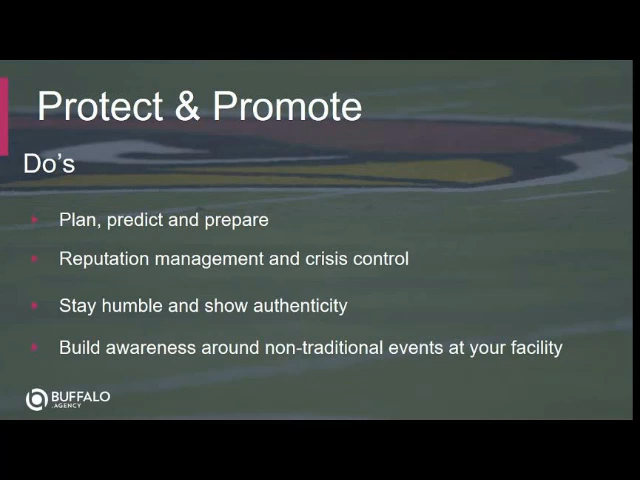 Protect & Promote
Do's
Plan, predict and prepare
Reputation management and crisis control
Stay humble and show authenticity
Build awareness around non-traditional events at your facility
BUFFALO
.AGENCY